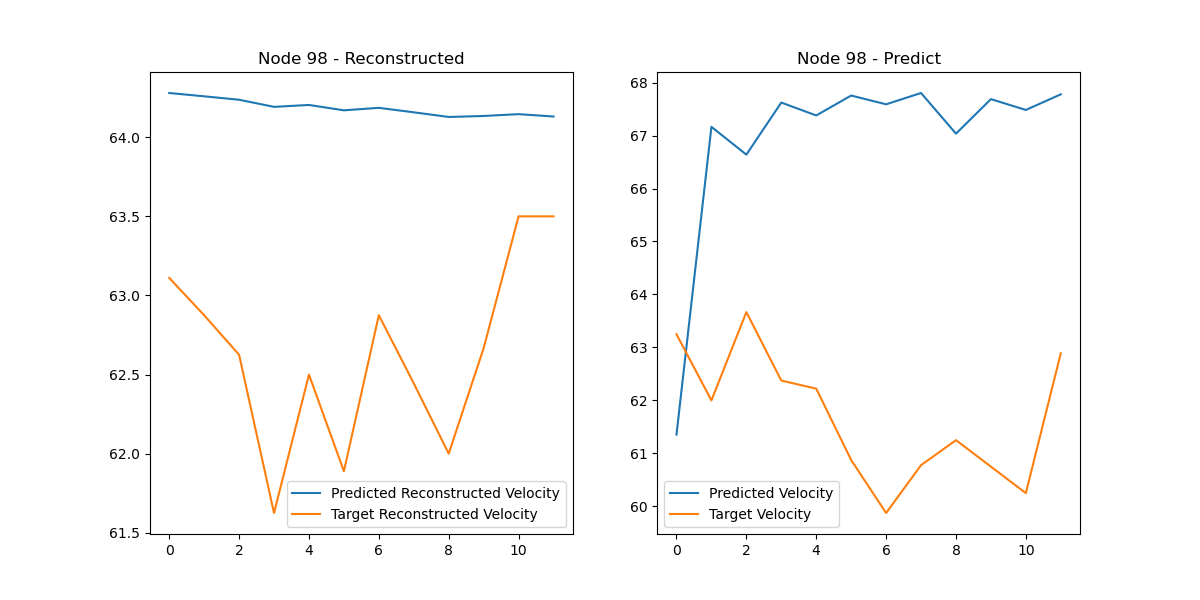 Node 98 - Reconstructed
64.0
63.5
63.0
62.5
62.0
61.5
0 2 4 6 8 10
Predicted Reconstructed Velocity
Target Reconstructed Velocity
Node 98 - Predict
68
67
66
65
64
63
62
61
60
0 2 4 6 8 10
Predicted Velocity
Target Velocity